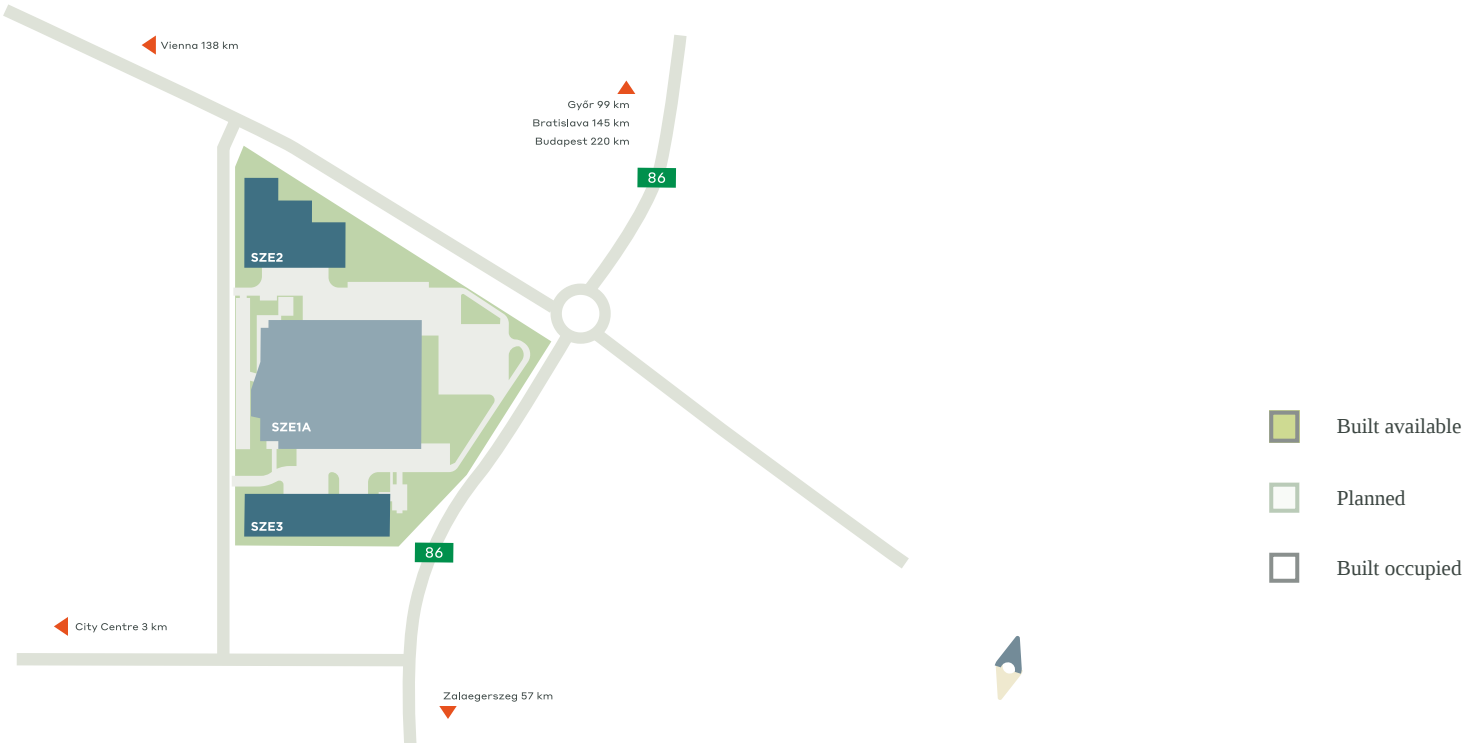 Vienna 138 km
Győr 99 km
Bratislava 145 km
Budapest 220 km
86
SZE2
SZE1A
Built available
Planned
SZE3
86
Built occupied
City Centre 3 km
Zalaegerszeg 57 km